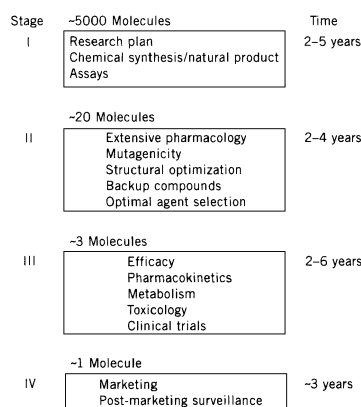 Stage ~5000 Molecules Time
I Research plan 2–5 years
Chemical synthesis/natural product
Assays
~20 Molecules
II Extensive pharmacology 2–4 years
Mutagenicity
Structural optimization
Backup compounds
Optimal agent selection
~3 Molecules
III Efficacy 2–6 years
Pharmacokinetics
Metabolism
Toxicology
Clinical trials
~1 Molecule
IV Marketing ~3 years
Post-marketing surveillance